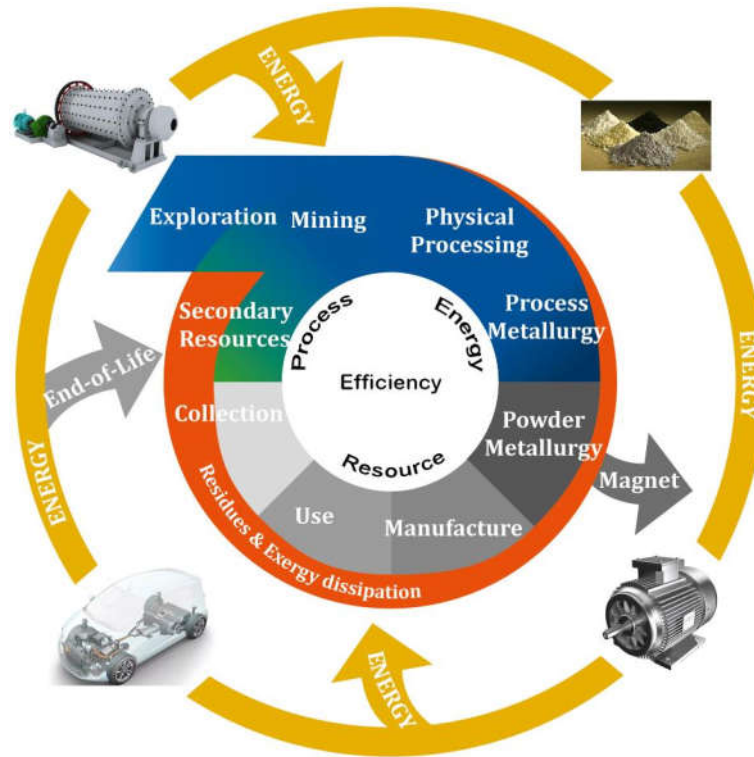 ENERGY
Exploration
Mining
Physical
Processing
Secondary
Resources
Process
Energy
Process
Metallurgy
ENERGY
End-of-Life
Efficiency
Collection
Powder
Metallurgy
Resource
Magnet
Use
Manufacture
ENERGY
Residues & Exergy dissipation
ENERGY